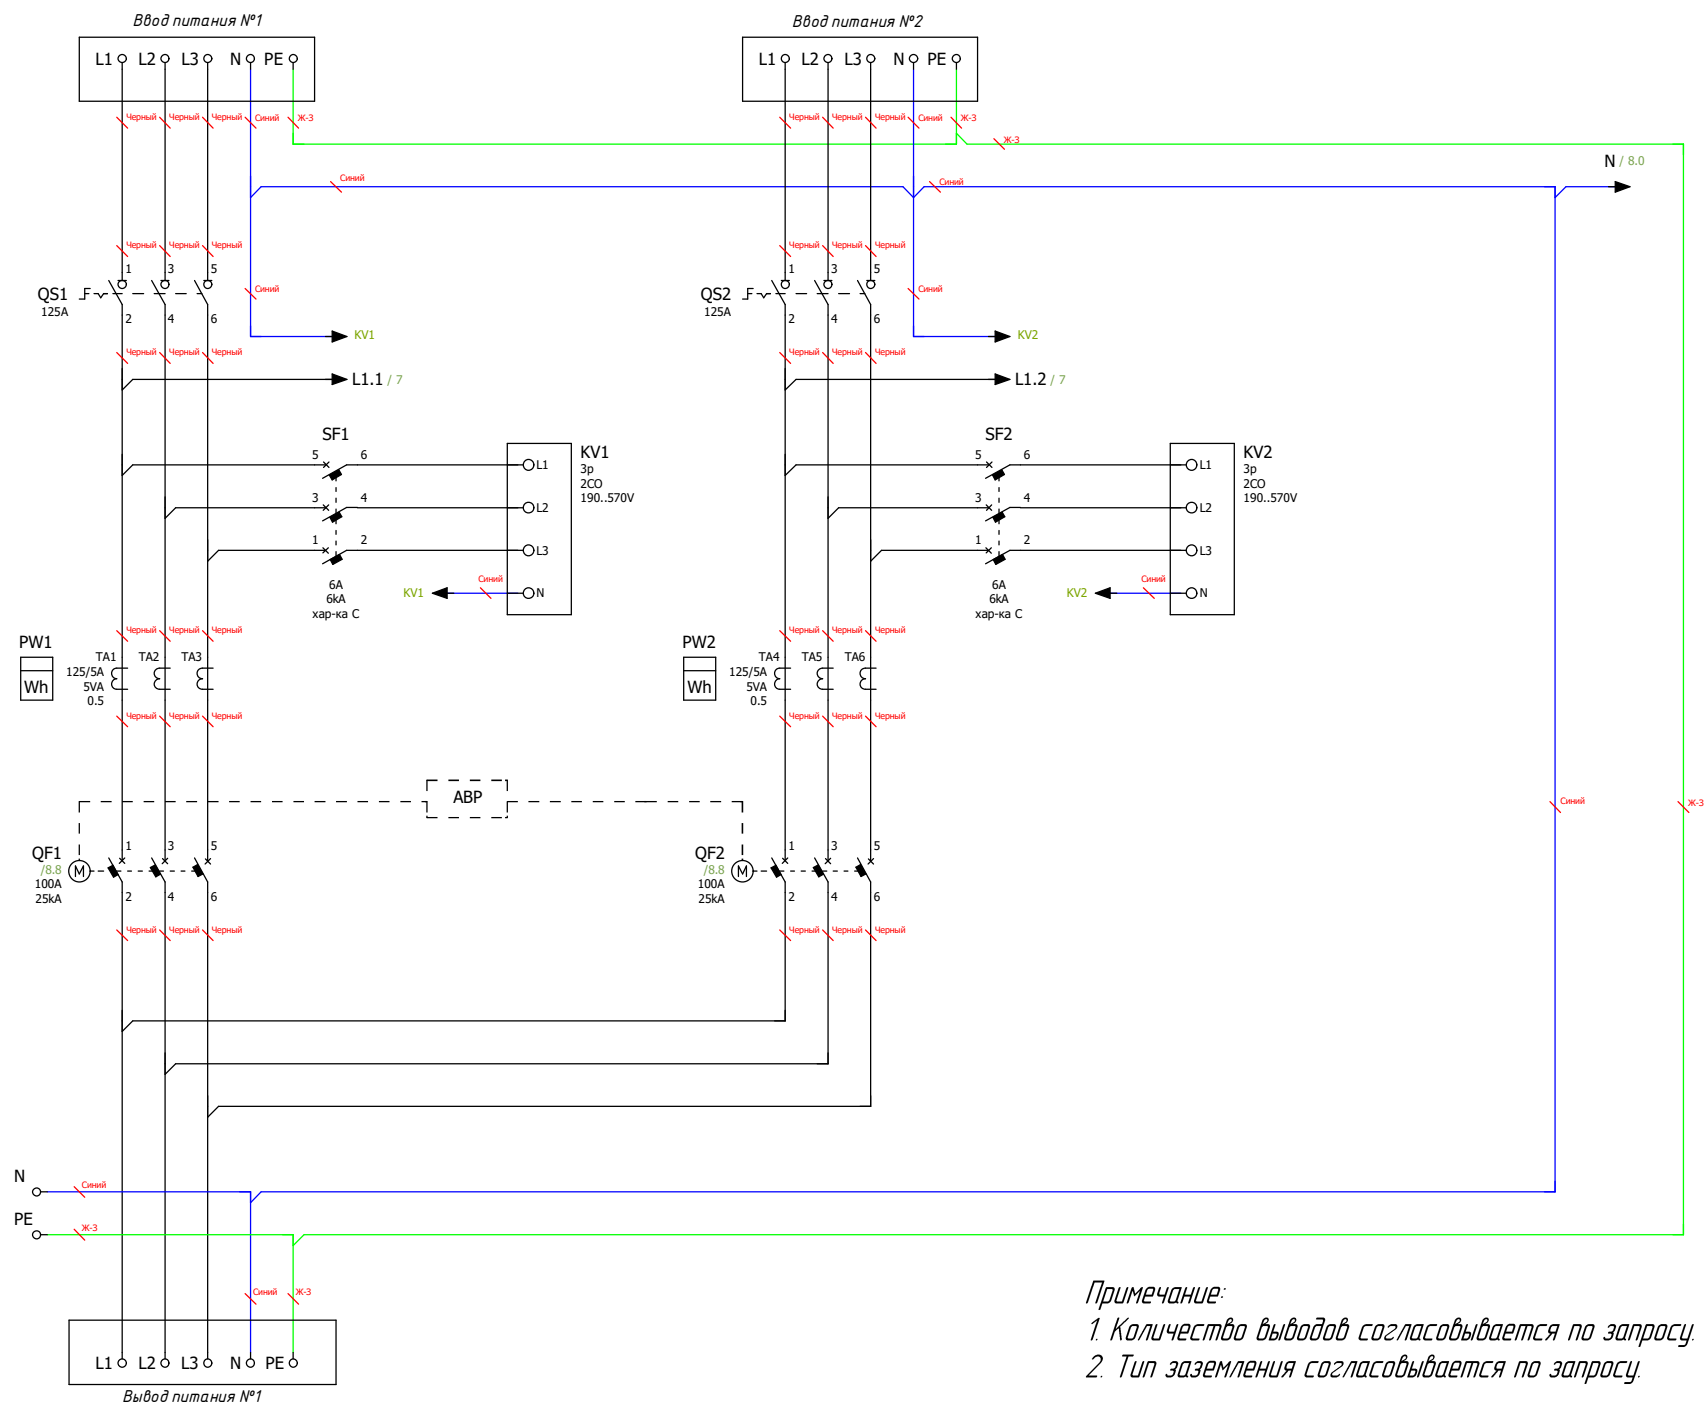 Ввод питания №1
Ввод питания №2
L1 L2 L3 N PE
L1 L2 L3 N PE
Черный Черный Черный Синий Ж-З
Черный Черный Черный Синий Ж-З
Ж-З
N / 8.0
Синий
Синий
Черный Черный Черный
Черный Черный Черный
1 3 5
1 3 5
QS1
125A
Синий
QS2
125A
Синий
2 4 6
2 4 6
KV1
KV2
Черный Черный Черный
Черный Черный Черный
L1.1 / 7
L1.2 / 7
SF1
5 6
3 4
1 2
6A
6kA
хар-ка C
KV1
3p
2CO
190..570V
L1
L2
L3
N
KV1
Синий
SF2
5 6
3 4
1 2
6A
6kA
хар-ка C
KV2
3p
2CO
190..570V
L1
L2
L3
N
KV2
Синий
Черный Черный Черный
Черный Черный Черный
PW1
Wh
TA1 TA2 TA3
125/5A
5VA
0.5
PW2
Wh
TA4 TA5 TA6
125/5A
5VA
0.5
Черный Черный Черный
Черный Черный Черный
АВР
Синий
Ж-З
1 3 5
QF1
/8.8
100A
25kA
M
2 4 6
1 3 5
QF2
/8.8
100A
25kA
M
2 4 6
Черный Черный Черный
Черный Черный Черный
N
Синий
PE
Ж-З
Синий Ж-З
L1 L2 L3 N PE
Вывод питания №1
Примечание:
1. Количество выводов согласовывается по запросу.
2. Тип заземления согласовывается по запросу.